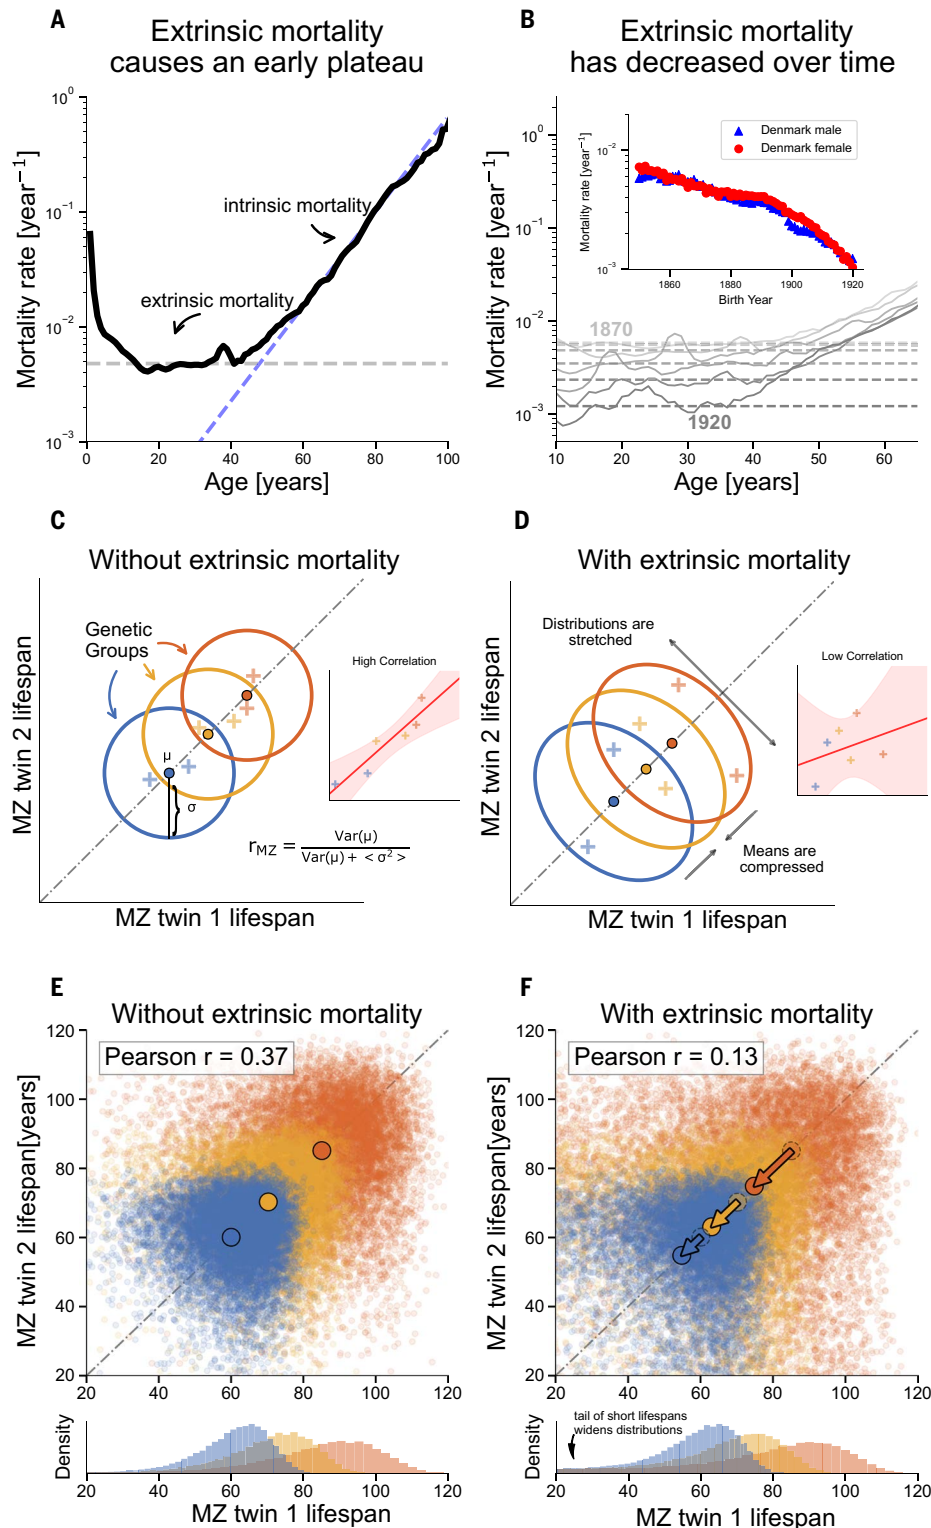 A
Extrinsic mortality
causes an early plateau
Mortality rate [year⁻¹]
10⁰
10⁻¹
10⁻²
10⁻³
intrinsic mortality
extrinsic mortality
0 20 40 60 80 100
Age [years]
B
Extrinsic mortality
has decreased over time
Mortality rate [year⁻¹]
10⁰
10⁻¹
10⁻²
10⁻³
Mortality rate [year⁻¹]
10⁻²
10⁻³
Denmark male
Denmark female
1860 1880 1900 1920
Birth Year
1870
1920
10 20 30 40 50 60
Age [years]
C
Without extrinsic mortality
MZ twin 2 lifespan
Genetic
Groups
μ
σ
High Correlation
r_MZ = Var(μ) / Var(μ) + < σ² >
MZ twin 1 lifespan
D
With extrinsic mortality
MZ twin 2 lifespan
Distributions are
stretched
Low Correlation
Means are
compressed
MZ twin 1 lifespan
E
Without extrinsic mortality
Pearson r = 0.37
MZ twin 2 lifespan[years]
120
100
80
60
40
20
20 40 60 80 100 120
Density
20 40 60 80 100 120
MZ twin 1 lifespan
F
With extrinsic mortality
Pearson r = 0.13
MZ twin 2 lifespan[years]
120
100
80
60
40
20
20 40 60 80 100 120
Density
tail of short lifespans
widens distributions
20 40 60 80 100 120
MZ twin 1 lifespan